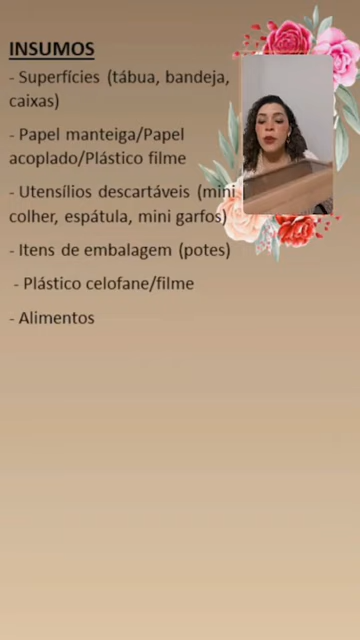 INSUMOS
- Superfícies (tábua, bandeja,
caixas)
- Papel manteiga/Papel
acoplado/Plástico filme
- Utensílios descartáveis (mini
colher, espátula, mini garfos)
- Itens de embalagem (potes)
- Plástico celofane/filme
- Alimentos